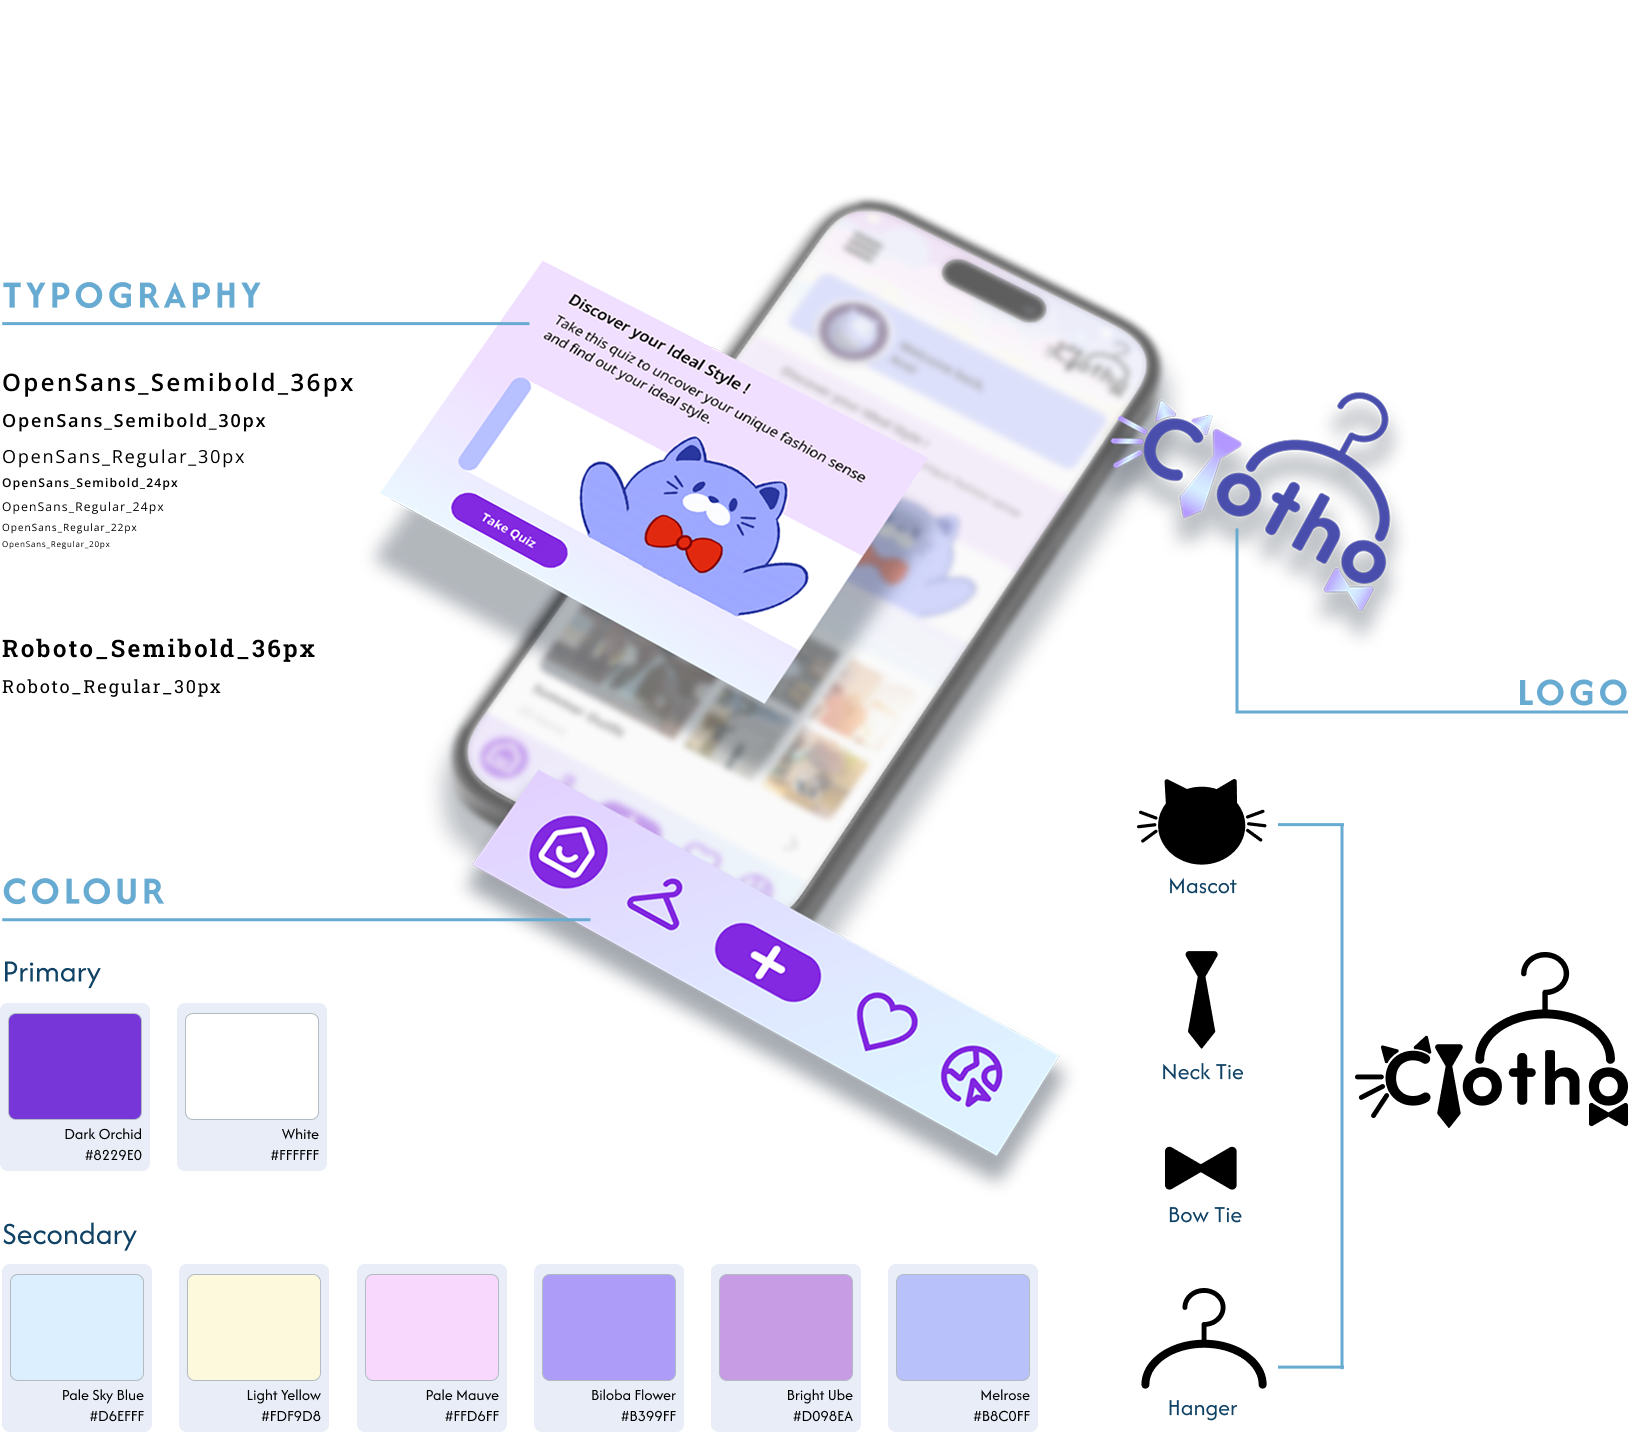 TYPOGRAPHY
OpenSans_Semibold_36px
OpenSans_Semibold_30px
OpenSans_Regular_30px
OpenSans_Semibold_24px
OpenSans_Regular_24px
OpenSans_Regular_22px
OpenSans_Regular_20px
Roboto_Semibold_36px
Roboto_Regular_30px
Discover your Ideal Style !
Take this quiz to uncover your unique fashion sense
and find out your ideal style.
Take Quiz
Clotho
Clotho
LOGO
Mascot
Neck Tie
Bow Tie
Hanger
Clotho
COLOUR
Primary
Dark Orchid
#8229E0
White
#FFFFFF
Secondary
Pale Sky Blue
#D6EFFF
Light Yellow
#FDF9D8
Pale Mauve
#FFD6FF
Biloba Flower
#B399FF
Bright Ube
#D098EA
Melrose
#B8C0FF